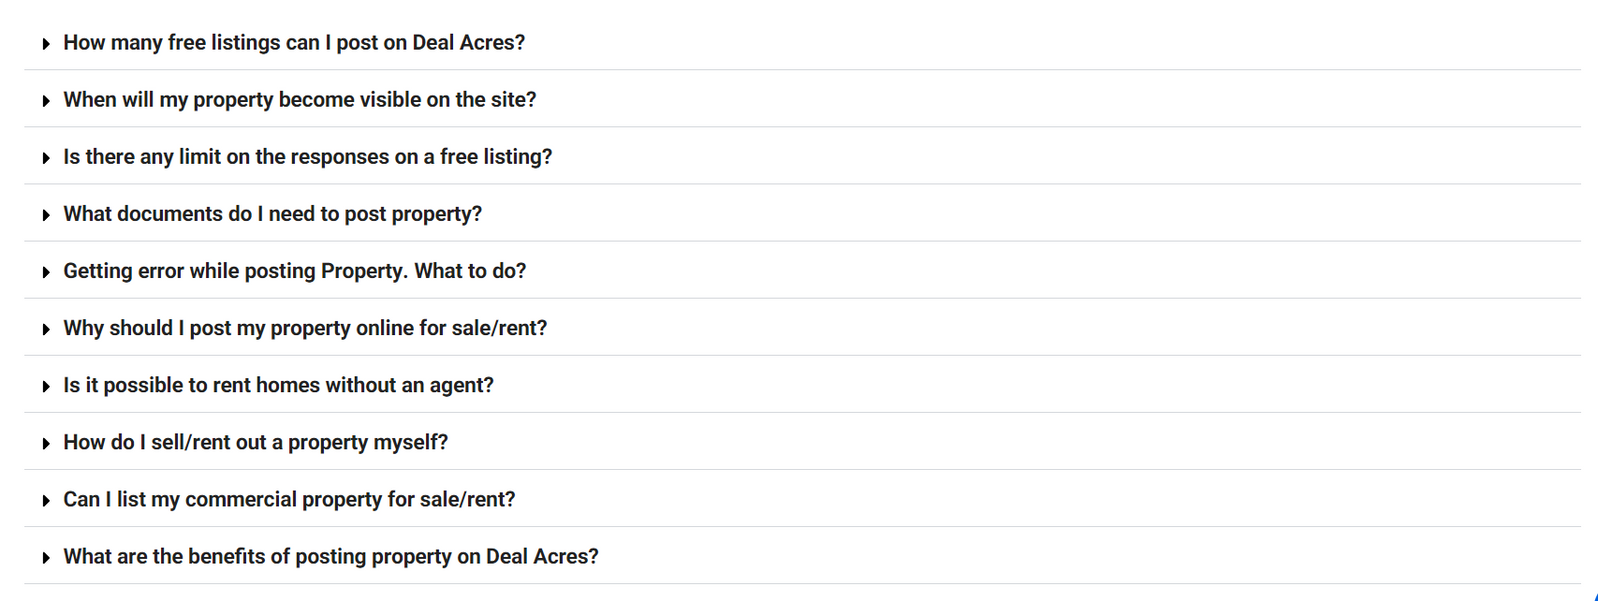 How many free listings can I post on Deal Acres?
When will my property become visible on the site?
Is there any limit on the responses on a free listing?
What documents do I need to post property?
Getting error while posting Property. What to do?
Why should I post my property online for sale/rent?
Is it possible to rent homes without an agent?
How do I sell/rent out a property myself?
Can I list my commercial property for sale/rent?
What are the benefits of posting property on Deal Acres?